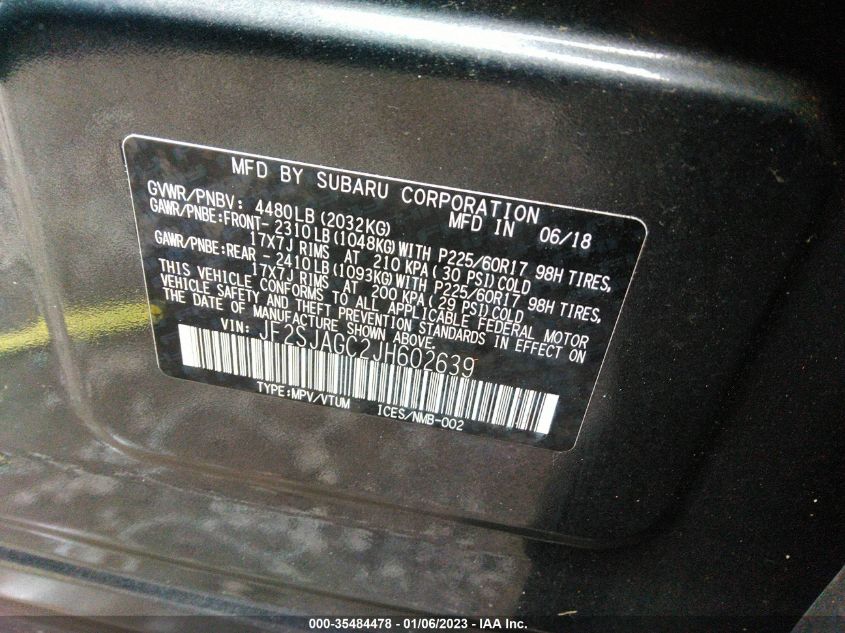 MFD BY SUBARU CORPORATION
GVWR/PNBV: 4480LB(2032KG) MFD IN 06/18
GAWR/PNBE:FRONT- 2310LB(1048KG)WITH P225/60R17 98H TIRES,
17X7J RIMS AT 210 KPA(30 PSI)COLD
GAWR/PNBE:REAR - 2410LB(1093KG)WITH P225/60R17 98H TIRES,
17X7J RIMS AT 200 KPA(29 PSI)COLD
THIS VEHICLE CONFORMS TO ALL APPLICABLE FEDERAL MOTOR
VEHICLE SAFETY AND THEFT PREVENTION STANDARDS IN EFFECT ON
THE DATE OF MANUFACTURE SHOWN ABOVE.
VIN: JF2SJAGC2JH602639
TYPE:MPV/VTUM ICES/NMB-002
000-35484478 - 01/06/2023 - IAA Inc.